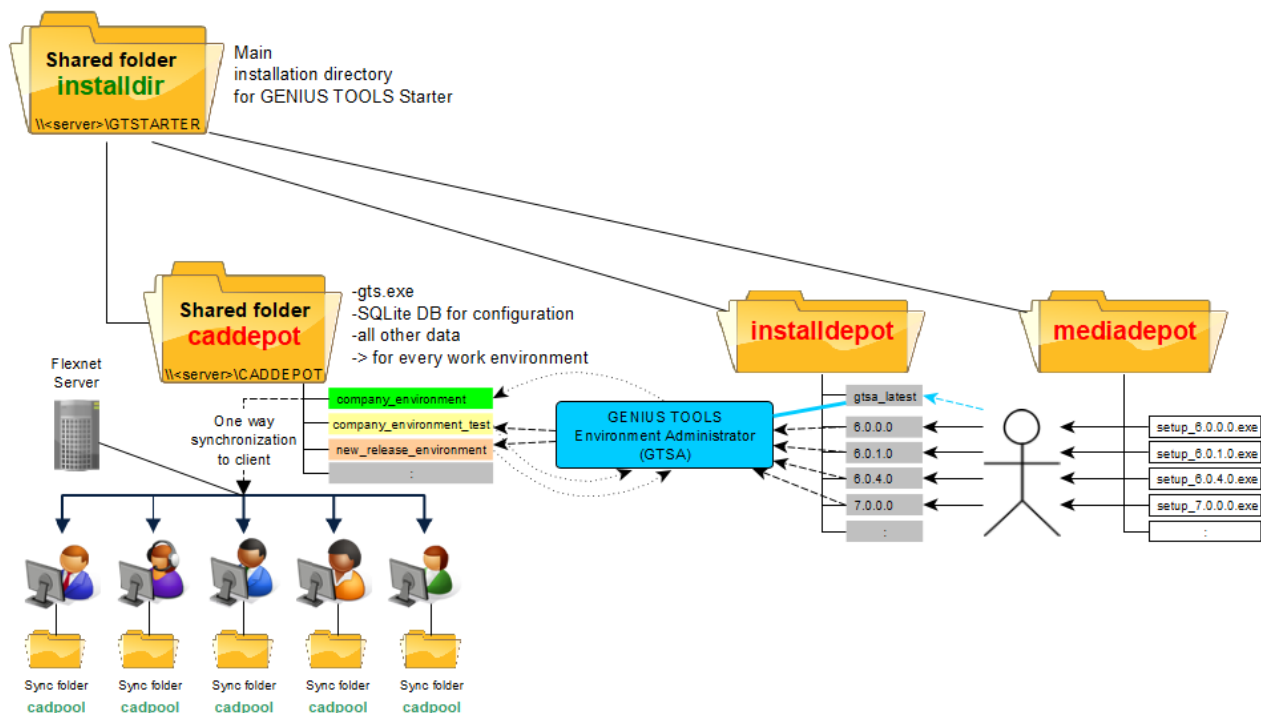 Shared folder
installdir
\\<server>\GTSTARTER
Main
installation directory
for GENIUS TOOLS Starter
Shared folder
caddepot
\\<server>\CADDEPOT
-gts.exe
-SQLite DB for configuration
-all other data
-> for every work environment
installdepot
mediadepot
Flexnet
Server
One way
synchronization
to client
company_environment
company_environment_test
new_release_environment
:
GENIUS TOOLS
Environment Administrator
(GTSA)
gtsa_latest
6.0.0.0
6.0.1.0
6.0.4.0
7.0.0.0
:
setup_6.0.0.0.exe
setup_6.0.1.0.exe
setup_6.0.4.0.exe
setup_7.0.0.0.exe
:
Sync folder
cadpool
Sync folder
cadpool
Sync folder
cadpool
Sync folder
cadpool
Sync folder
cadpool